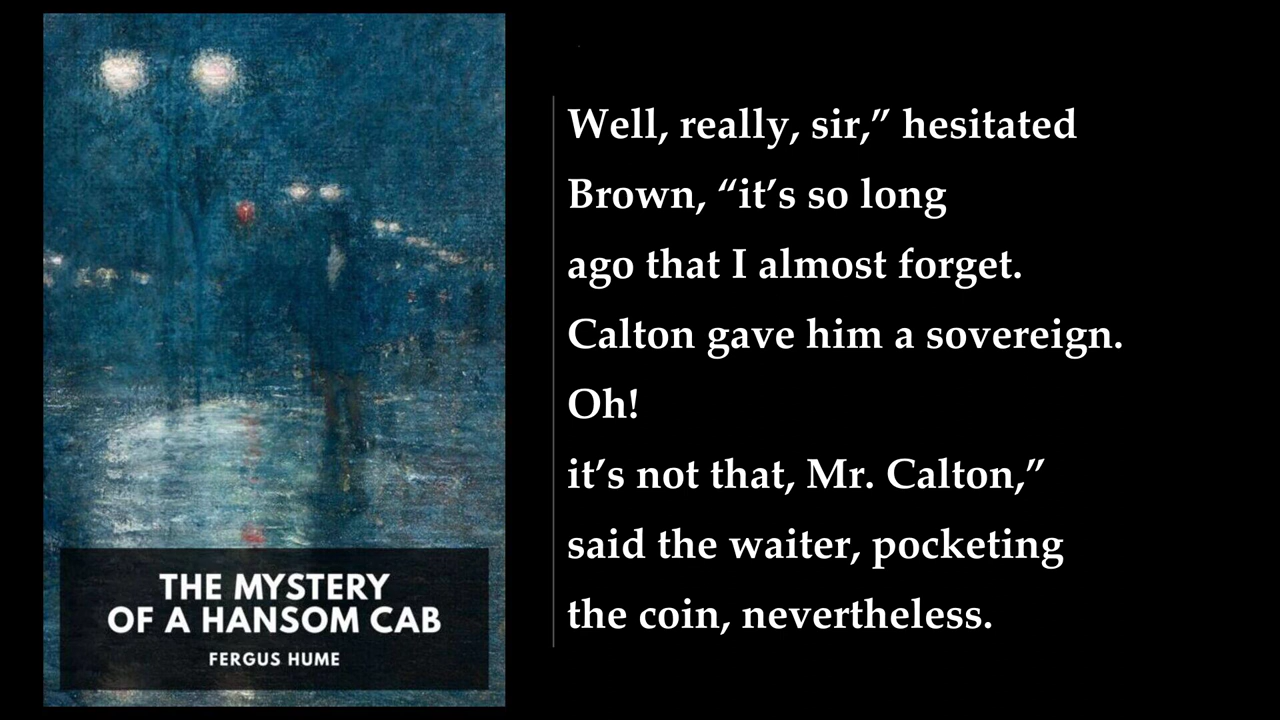 THE MYSTERY
OF A HANSOM CAB
FERGUS HUME
Well, really, sir,” hesitated
Brown, “it’s so long
ago that I almost forget.
Calton gave him a sovereign.
Oh!
it’s not that, Mr. Calton,”
said the waiter, pocketing
the coin, nevertheless.